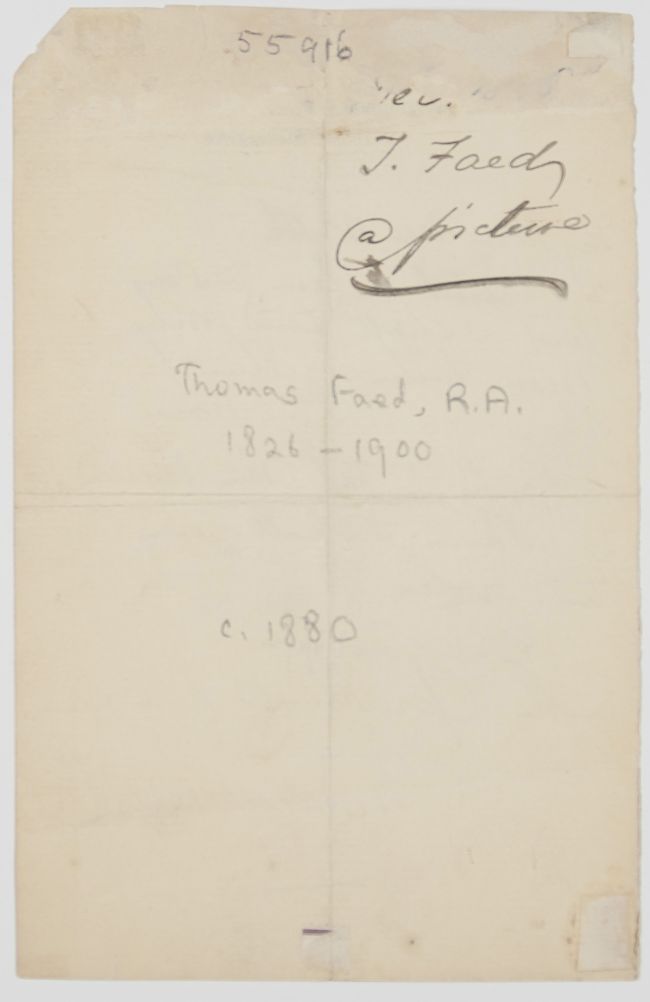 55916
T. Faed
@ picture
Thomas Faed, R.A.
1826 – 1900
c. 1880